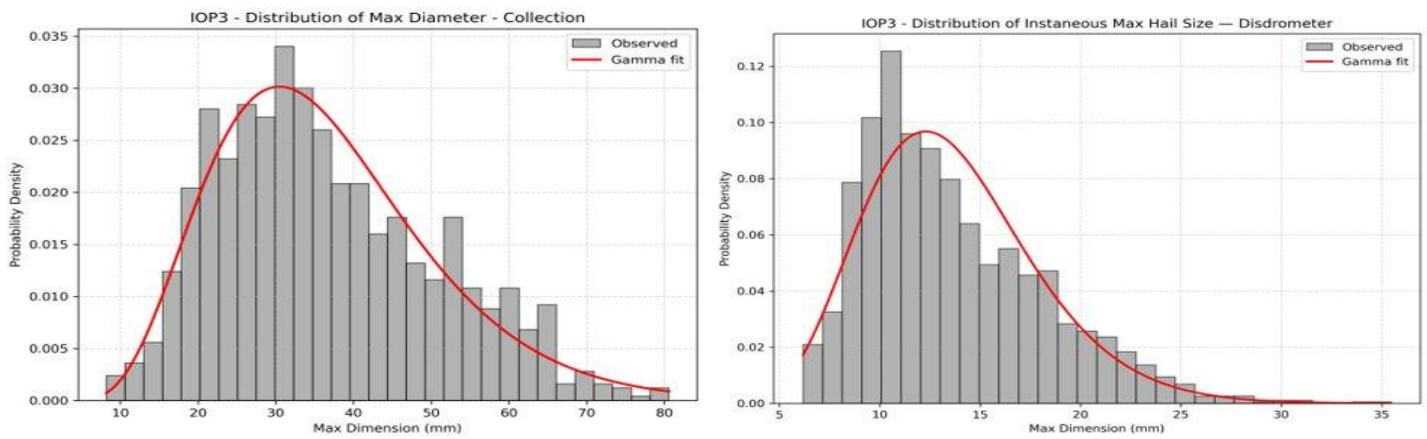 IOP3 - Distribution of Max Diameter - Collection
Observed
Gamma fit
Probability Density
0.035
0.030
0.025
0.020
0.015
0.010
0.005
0.000
10 20 30 40 50 60 70 80
Max Dimension (mm)
IOP3 - Distribution of Instaneous Max Hail Size — Disdrometer
Observed
Gamma fit
Probability Density
0.12
0.10
0.08
0.06
0.04
0.02
0.00
5 10 15 20 25 30 35
Max Dimension (mm)